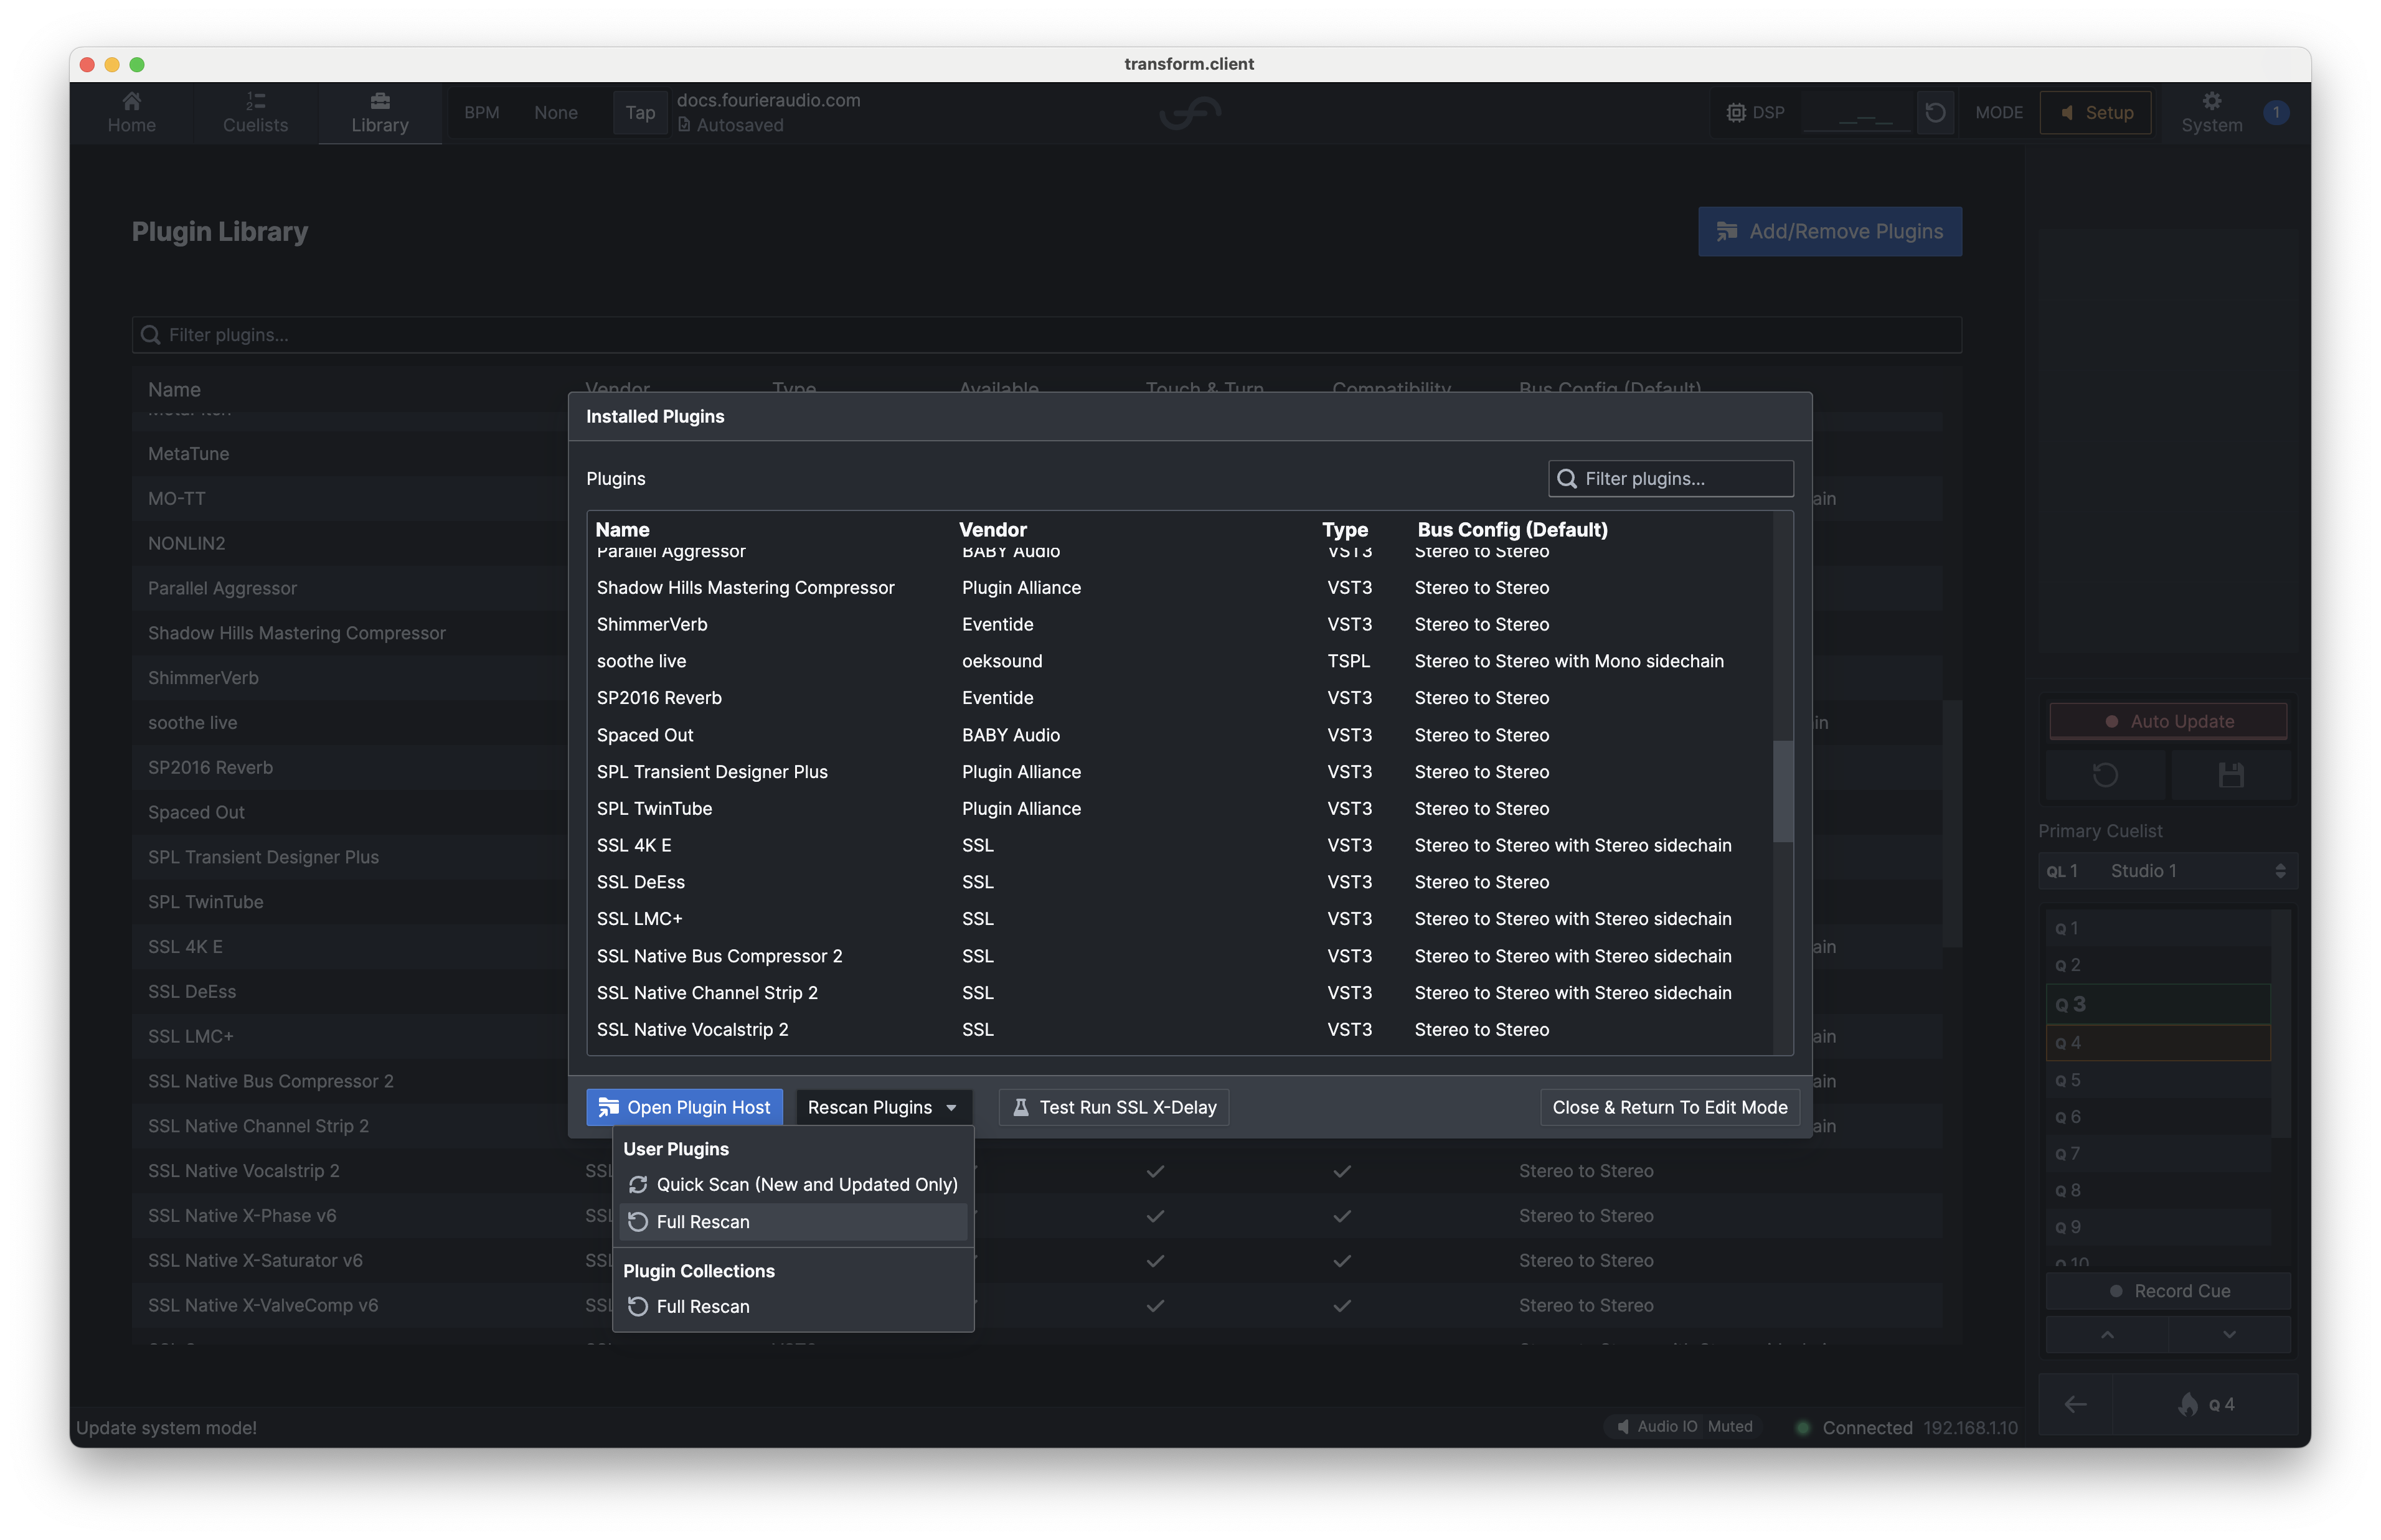 transform.client
Home
1
2
Cuelists
Library
BPM None Tap
docs.fourieraudio.com
Autosaved
DSP
MODE Setup
System
1
Plugin Library
Add/Remove Plugins
Filter plugins...
Name Vendor Type Available Touch & Turn Compatibility Bus Config (Default)
MetaTune
MO-TT
NONLIN2
Parallel Aggressor
Shadow Hills Mastering Compressor
ShimmerVerb
soothe live
SP2016 Reverb
Spaced Out
SPL Transient Designer Plus
SPL TwinTube
SSL 4K E
SSL DeEss
SSL LMC+
SSL Native Bus Compressor 2
SSL Native Channel Strip 2
SSL Native Vocalstrip 2 SSL Stereo to Stereo
SSL Native X-Phase v6 SSL Stereo to Stereo
SSL Native X-Saturator v6 SSL Stereo to Stereo
SSL Native X-ValveComp v6 SSL Stereo to Stereo
Installed Plugins
Plugins
Filter plugins...
Name Vendor Type Bus Config (Default)
Parallel Aggressor BABY Audio VST3 Stereo to Stereo
Shadow Hills Mastering Compressor Plugin Alliance VST3 Stereo to Stereo
ShimmerVerb Eventide VST3 Stereo to Stereo
soothe live oeksound TSPL Stereo to Stereo with Mono sidechain
SP2016 Reverb Eventide VST3 Stereo to Stereo
Spaced Out BABY Audio VST3 Stereo to Stereo
SPL Transient Designer Plus Plugin Alliance VST3 Stereo to Stereo
SPL TwinTube Plugin Alliance VST3 Stereo to Stereo
SSL 4K E SSL VST3 Stereo to Stereo with Stereo sidechain
SSL DeEss SSL VST3 Stereo to Stereo
SSL LMC+ SSL VST3 Stereo to Stereo with Stereo sidechain
SSL Native Bus Compressor 2 SSL VST3 Stereo to Stereo with Stereo sidechain
SSL Native Channel Strip 2 SSL VST3 Stereo to Stereo with Stereo sidechain
SSL Native Vocalstrip 2 SSL VST3 Stereo to Stereo
Open Plugin Host
Rescan Plugins
Test Run SSL X-Delay
Close & Return To Edit Mode
User Plugins
Quick Scan (New and Updated Only)
Full Rescan
Plugin Collections
Full Rescan
Auto Update
Primary Cuelist
QL 1 Studio 1
Q 1
Q 2
Q 3
Q 4
Q 5
Q 6
Q 7
Q 8
Q 9
Q 10
Record Cue
Q 4
Update system mode!
Audio IO Muted
Connected 192.168.1.10